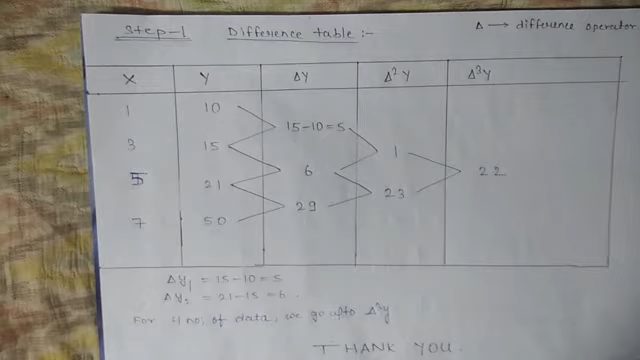 Step-1 Difference table :- Δ → difference operator
X Y ΔY Δ²Y Δ³Y
1 10
15-10=5
3 15 1
6 22
5 21 23
29
7 50
Δy₁ = 15-10=5
Δy₃ = 21-15=6.
For 4 no. of data, we go upto Δ³y
THANK YOU.